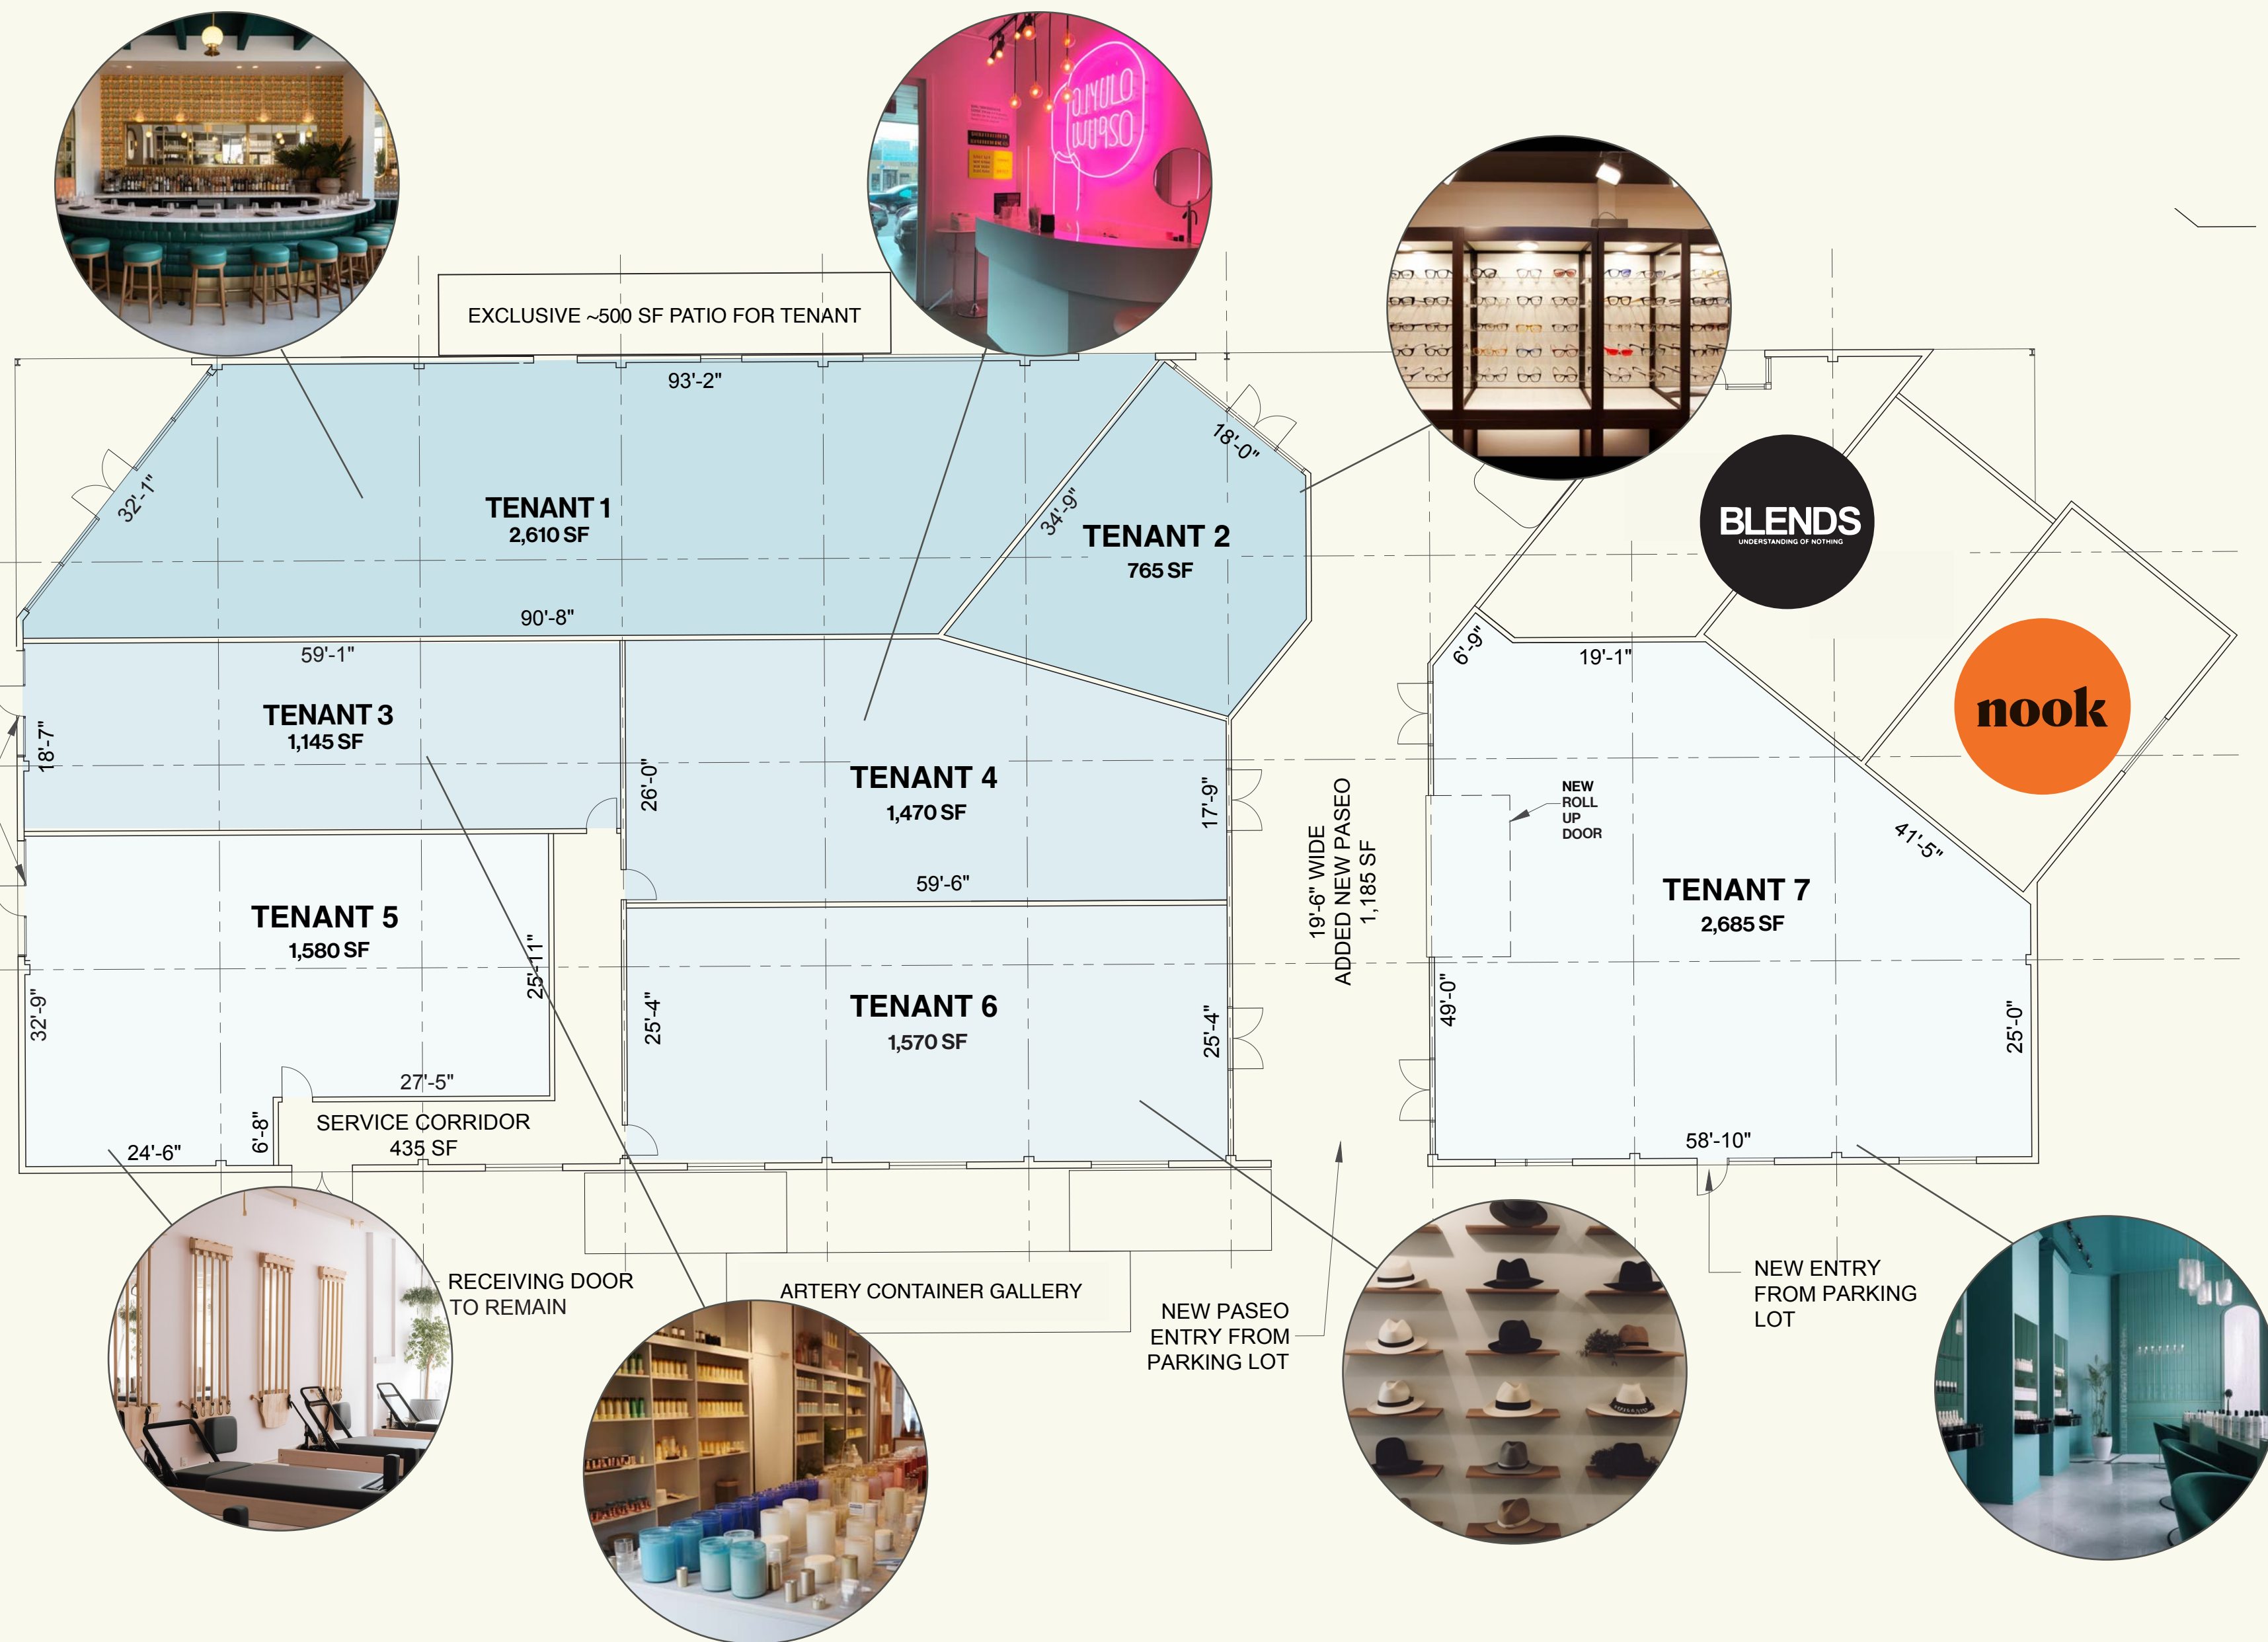 EXCLUSIVE ~500 SF PATIO FOR TENANT
93'-2"
32'-1"
TENANT 1
2,610 SF
34'-9"
18'-0"
TENANT 2
765 SF
BLENDS
UNDERSTANDING OF NOTHING
90'-8"
59'-1"
6'-9"
19'-1"
nook
TENANT 3
1,145 SF
18'-7"
26'-0"
TENANT 4
1,470 SF
17'-9"
19'-6" WIDE
ADDED NEW PASEO
1,185 SF
NEW
ROLL
UP
DOOR
41'-5"
59'-6"
TENANT 7
2,685 SF
TENANT 5
1,580 SF
25'-11"
32'-9"
25'-4"
TENANT 6
1,570 SF
25'-4"
49'-0"
25'-0"
27'-5"
6'-8"
SERVICE CORRIDOR
435 SF
24'-6"
58'-10"
RECEIVING DOOR
TO REMAIN
ARTERY CONTAINER GALLERY
NEW PASEO
ENTRY FROM
PARKING LOT
NEW ENTRY
FROM PARKING
LOT